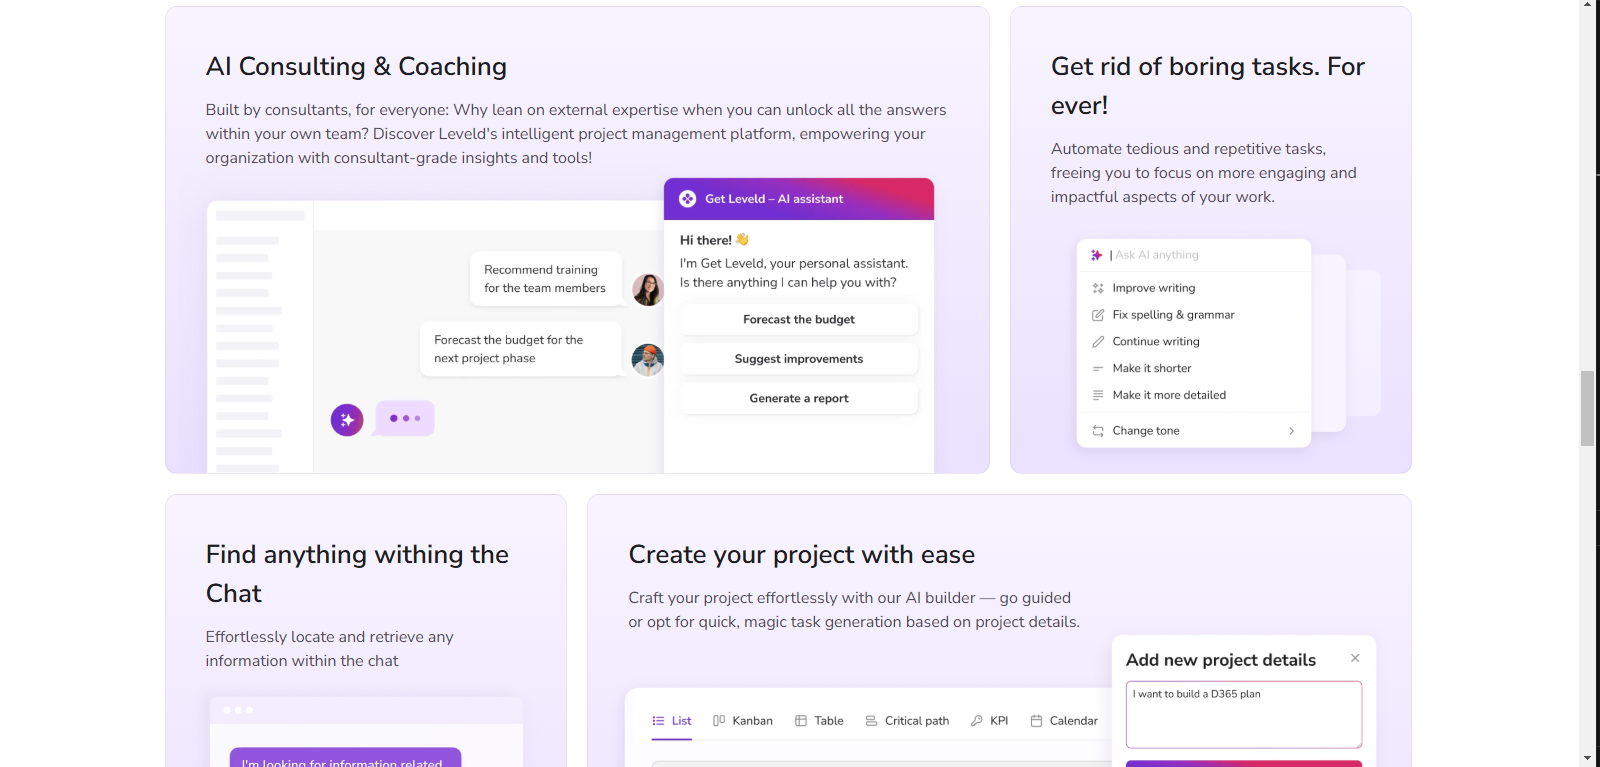 AI Consulting & Coaching
Built by consultants, for everyone: Why lean on external expertise when you can unlock all the answers
within your own team? Discover Leveld's intelligent project management platform, empowering your
organization with consultant-grade insights and tools!
Recommend training
for the team members
Forecast the budget for the
next project phase
Get Leveld – AI assistant
Hi there! 👋
I'm Get Leveld, your personal assistant.
Is there anything I can help you with?
Forecast the budget
Suggest improvements
Generate a report
Get rid of boring tasks. For
ever!
Automate tedious and repetitive tasks,
freeing you to focus on more engaging and
impactful aspects of your work.
Ask AI anything
Improve writing
Fix spelling & grammar
Continue writing
Make it shorter
Make it more detailed
Change tone
Find anything withing the
Chat
Effortlessly locate and retrieve any
information within the chat
I'm looking for information related
Create your project with ease
Craft your project effortlessly with our AI builder — go guided
or opt for quick, magic task generation based on project details.
List Kanban Table Critical path KPI Calendar
Add new project details
I want to build a D365 plan